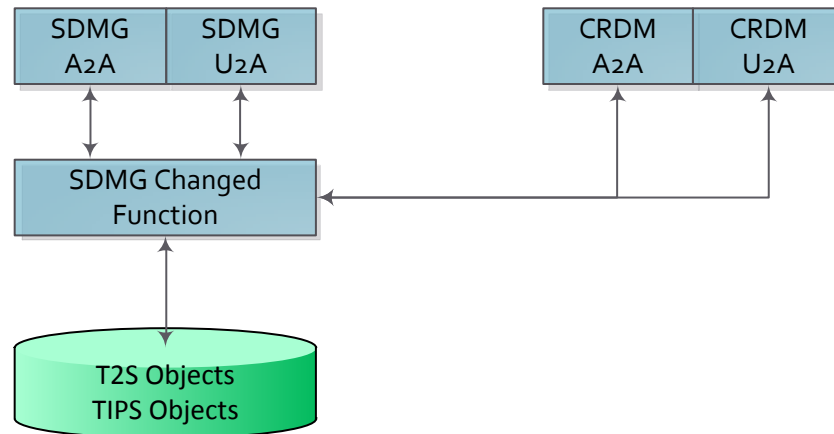 SDMG
A2A
SDMG
U2A
CRDM
A2A
CRDM
U2A
SDMG Changed
Function
T2S Objects
TIPS Objects